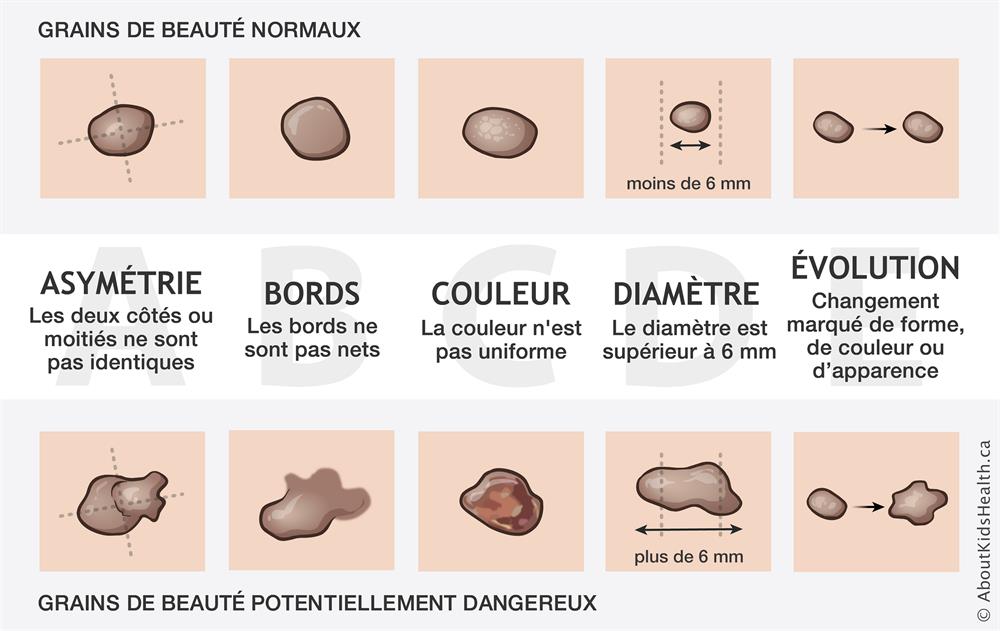 GRAINS DE BEAUTÉ NORMAUX
moins de 6 mm
A B C D E
ASYMÉTRIE
Les deux côtés ou
moitiés ne sont
pas identiques
BORDS
Les bords ne
sont pas nets
COULEUR
La couleur n'est
pas uniforme
DIAMÈTRE
Le diamètre est
supérieur à 6 mm
ÉVOLUTION
Changement
marqué de forme,
de couleur ou
d’apparence
plus de 6 mm
GRAINS DE BEAUTÉ POTENTIELLEMENT DANGEREUX
© AboutKidsHealth.ca